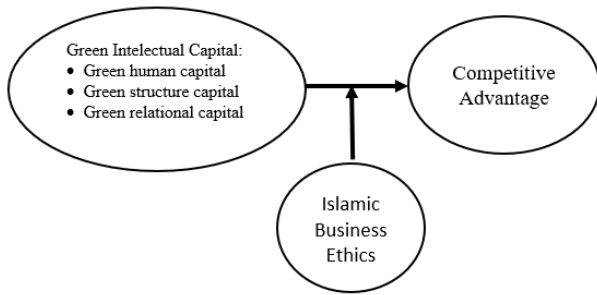 Green Intelectual Capital:
• Green human capital
• Green structure capital
• Green relational capital
Competitive
Advantage
Islamic
Business
Ethics